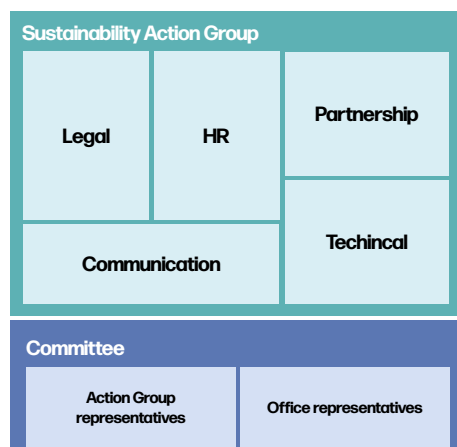 Sustainability Action Group
Legal
HR
Partnership
Techincal
Communication
Committee
Action Group
representatives
Office representatives